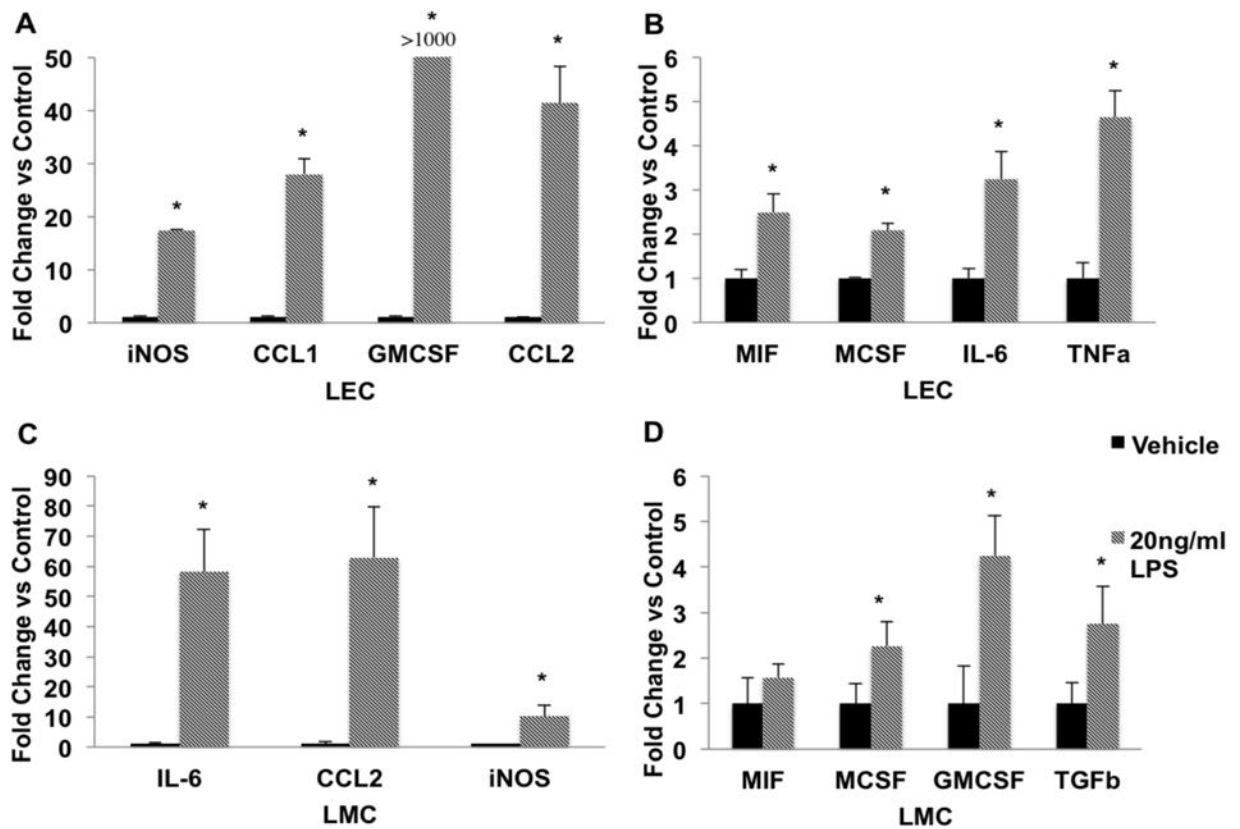 A
Fold Change vs Control
50
40
30
20
10
0
*
*
*
>1000
*
iNOS CCL1 GMCSF CCL2
LEC
B
Fold Change vs Control
6
5
4
3
2
1
0
*
*
*
*
MIF MCSF IL-6 TNFa
LEC
C
Fold Change vs Control
90
80
70
60
50
40
30
20
10
0
*
*
*
IL-6 CCL2 iNOS
LMC
D
Fold Change vs Control
6
5
4
3
2
1
0
*
*
*
MIF MCSF GMCSF TGFb
LMC
Vehicle
20ng/ml
LPS